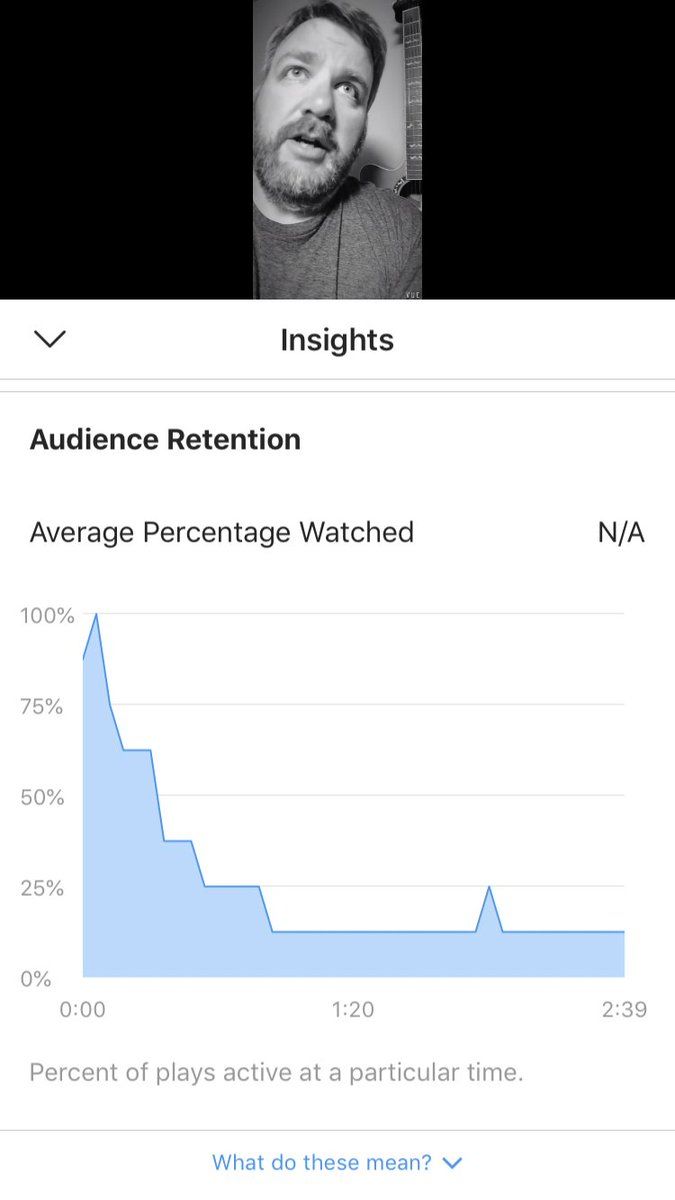 VUE
Insights
Audience Retention
Average Percentage Watched N/A
100%
75%
50%
25%
0%
0:00 1:20 2:39
Percent of plays active at a particular time.
What do these mean?